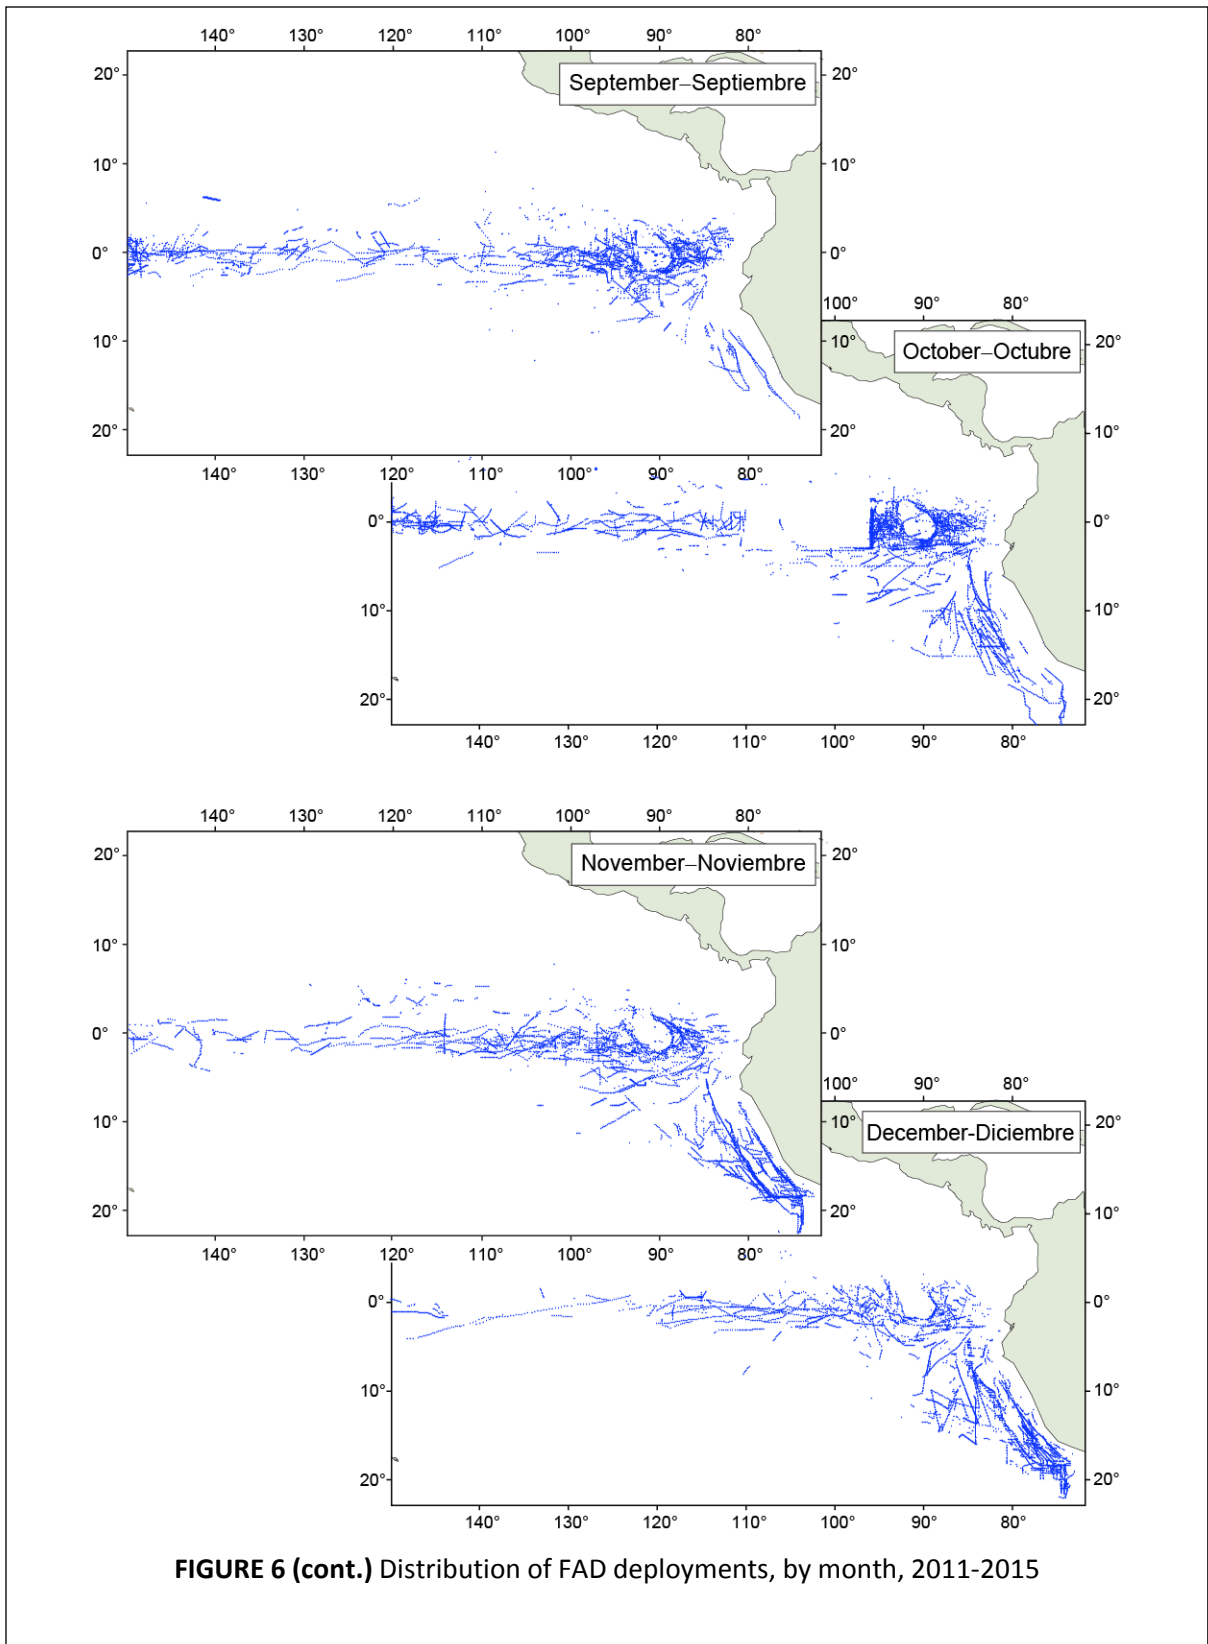 140° 130° 120° 110° 100° 90° 80°
20° 20°
September–Septiembre
10° 10°
0° 0°
100° 90° 80°
10° 10° 20°
October–Octubre
20° 20° 10°
140° 130° 120° 110° 100° 90° 80°
0° 0°
10° 10°
20° 20°
140° 130° 120° 110° 100° 90° 80°
140° 130° 120° 110° 100° 90° 80°
20° 20°
November–Noviembre
10° 10°
0° 0°
100° 90° 80°
10° 10° 20°
December-Diciembre
20° 20° 10°
140° 130° 120° 110° 100° 90° 80°
0° 0°
10° 10°
20° 20°
140° 130° 120° 110° 100° 90° 80°
FIGURE 6 (cont.) Distribution of FAD deployments, by month, 2011-2015